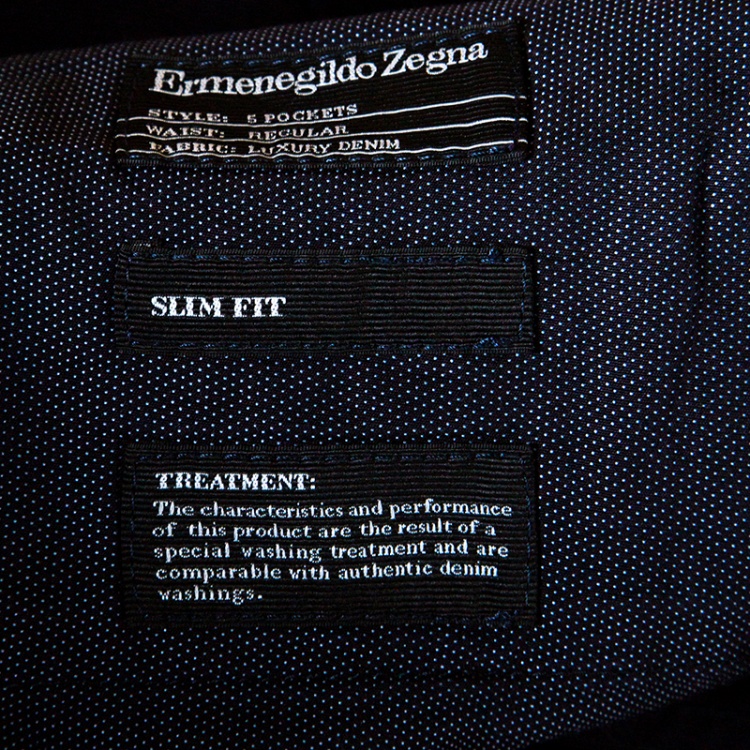 Ermenegildo Zegna
STYLE: 5 POCKETS
WAIST: REGULAR
FABRIC: LUXURY DENIM
SLIM FIT
TREATMENT:
The characteristics and performance
of this product are the result of a
special washing treatment and are
comparable with authentic denim
washings.